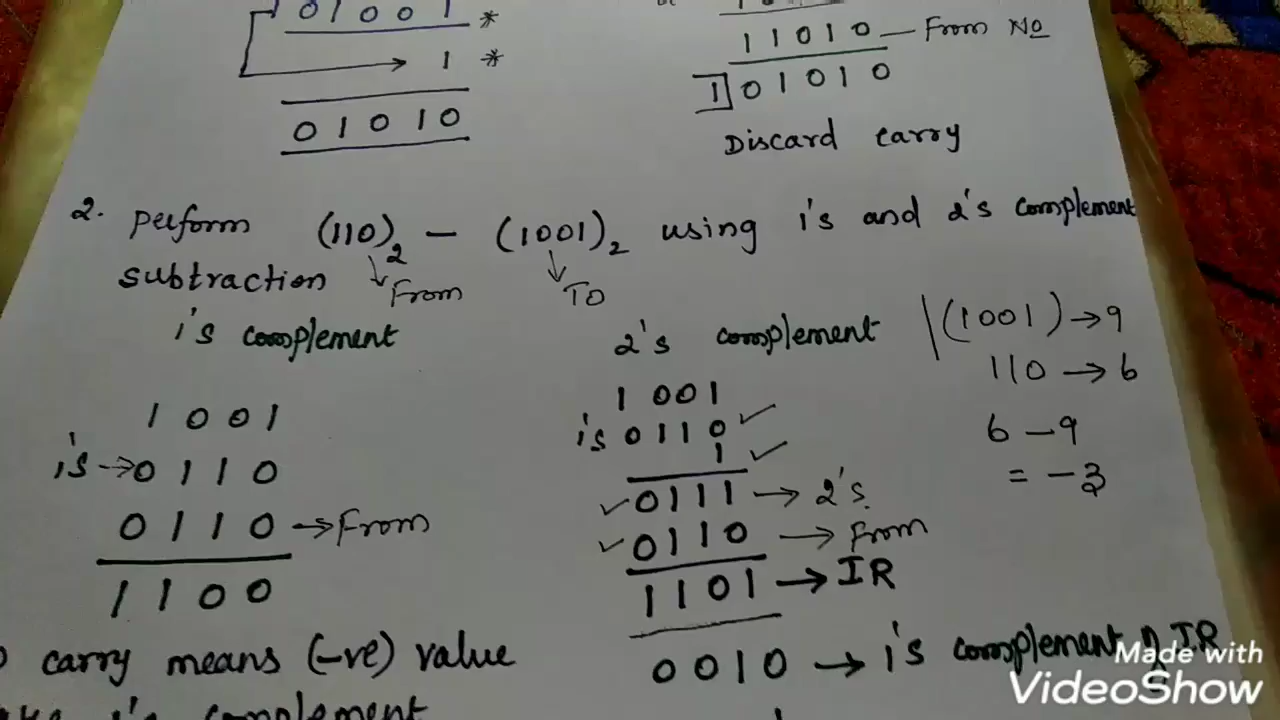 01001 *
1 *
01010
11010 — From No
1 01010
Discard carry
2. perform (110)2 – (1001)2 using 1's and 2's complement
subtraction From To
1's complement
1001
1's → 0110
0110 → From
1100
carry means (-ve) value
1's complement
2's complement
1001
1's 0110
1
0111 → 2's.
0110 → From
1101 → IR
0010 → 1's complement of IR
(1001) → 9
110 → 6
6 – 9
= – 3
Made with
VideoShow